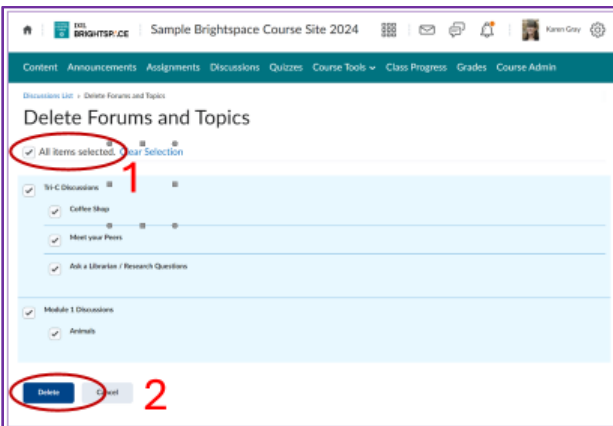 D2L
BRIGHTSPACE
Sample Brightspace Course Site 2024
Karen Gray
Content Announcements Assignments Discussions Quizzes Course Tools Class Progress Grades Course Admin
Discussions List › Delete Forums and Topics
Delete Forums and Topics
All items selected. Clear Selection
1
Tri-C Discussions
Coffee Shop
Meet your Peers
Ask a Librarian / Research Questions
Module 1 Discussions
Animals
Delete Cancel
2